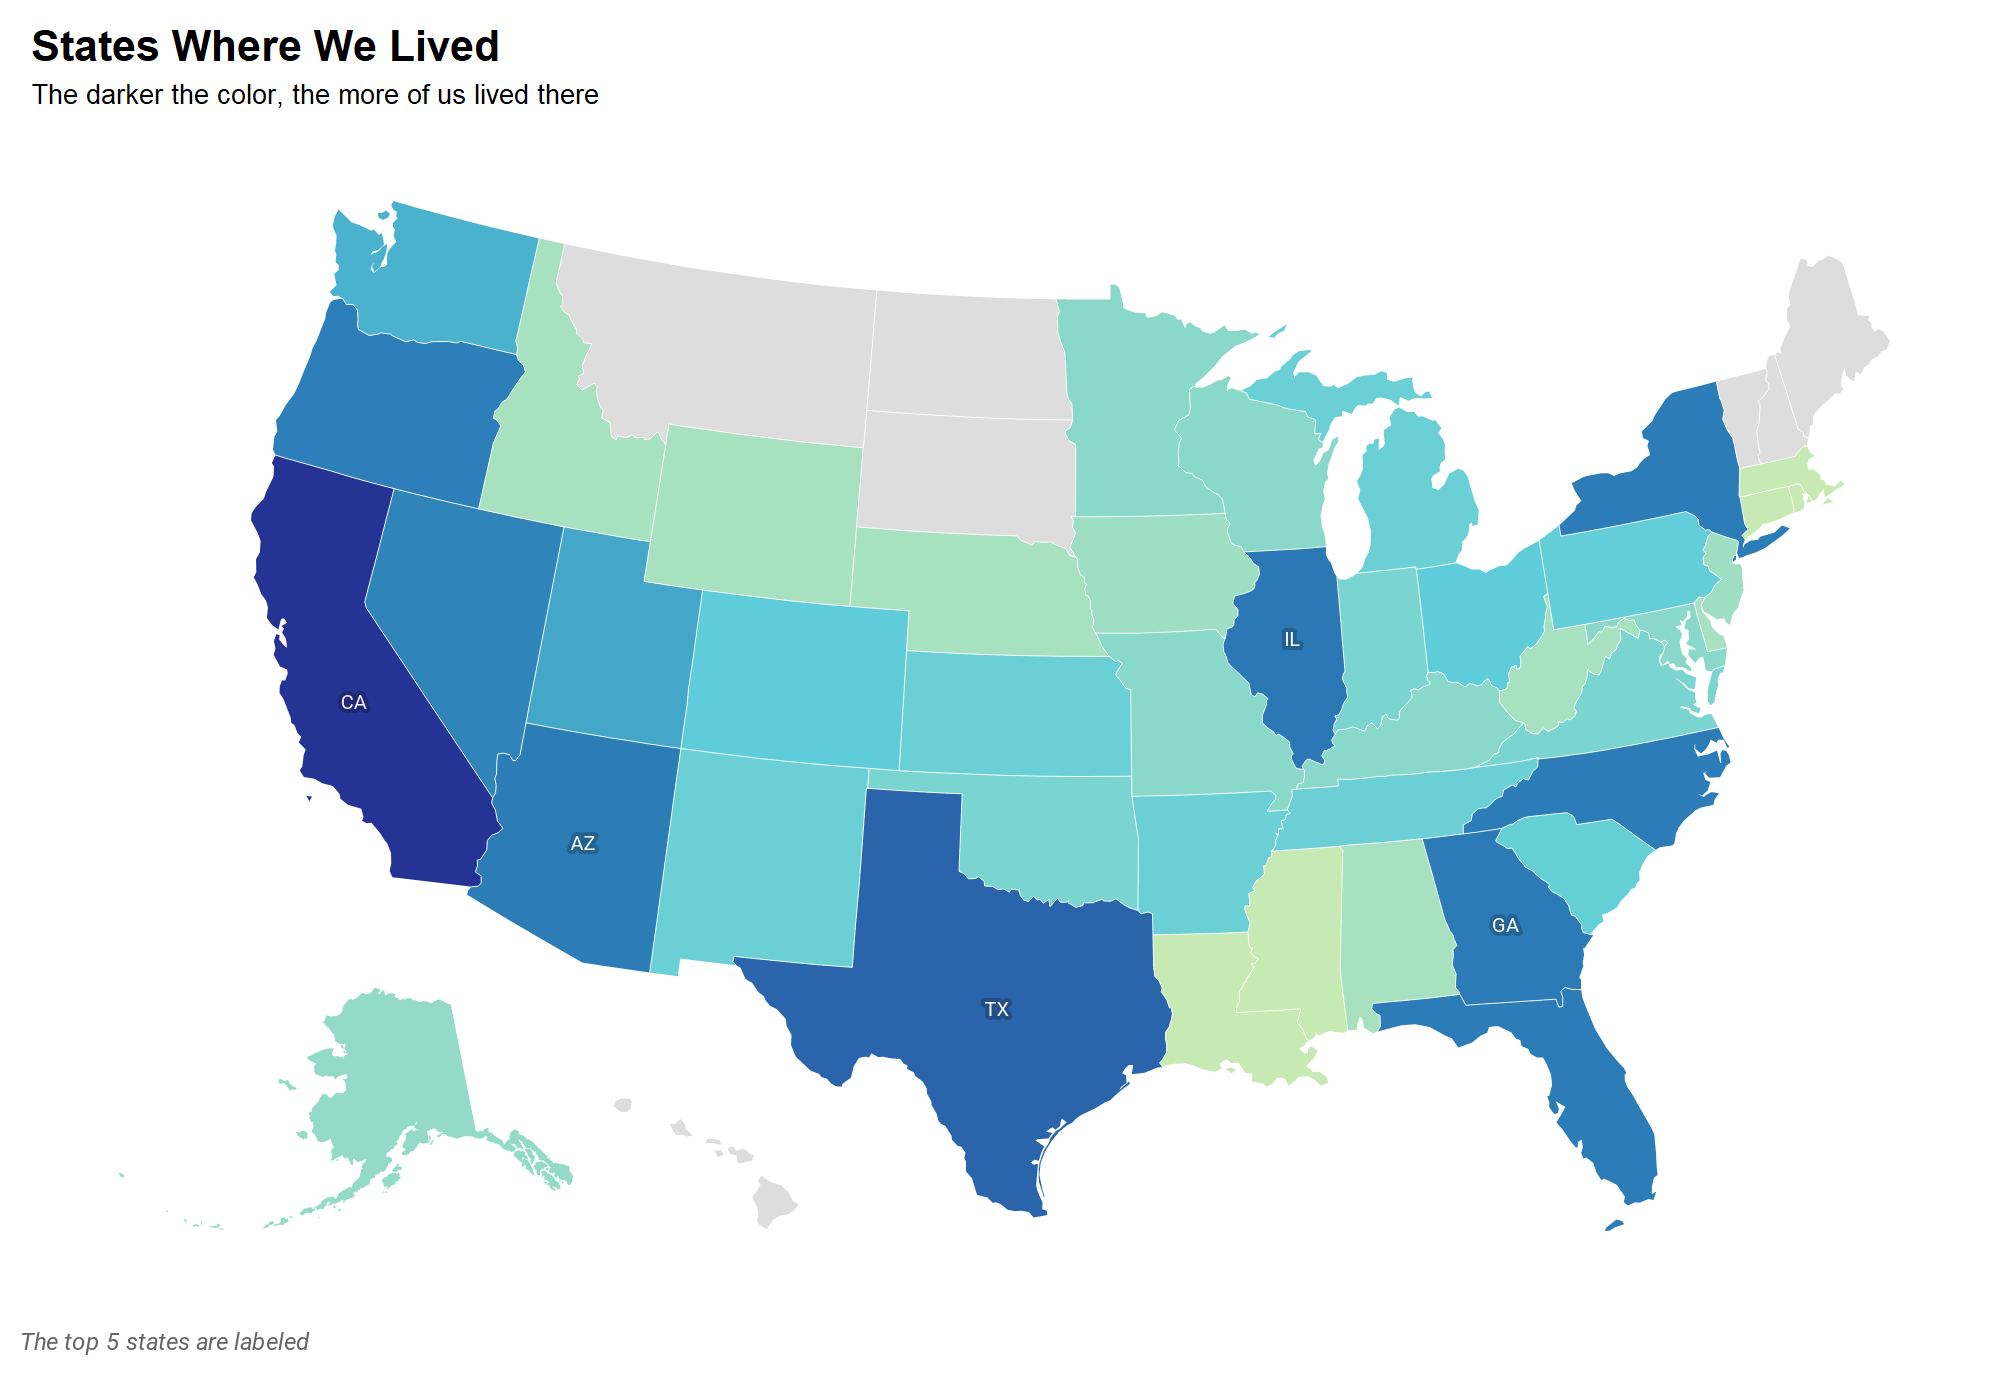 States Where We Lived
The darker the color, the more of us lived there
IL
CA
AZ
GA
TX
The top 5 states are labeled